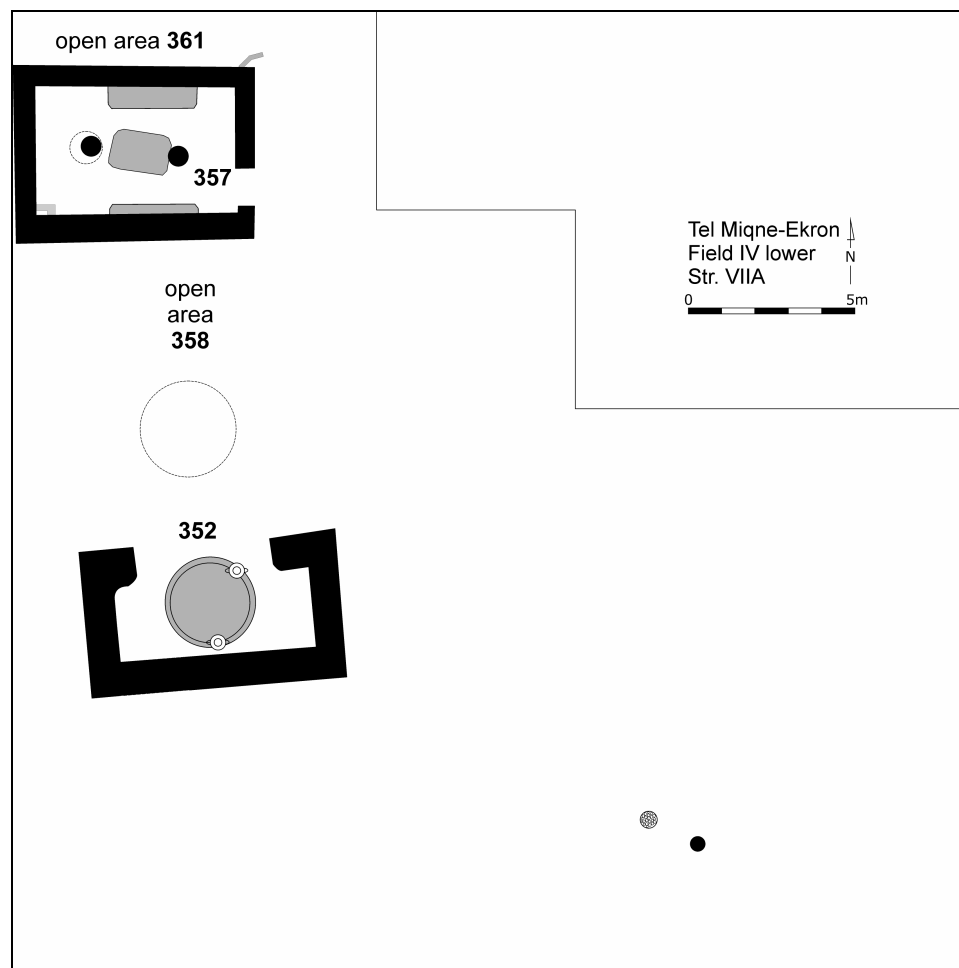 open area 361
357
open
area
358
352
Tel Miqne-Ekron
Field IV lower
Str. VIIA
N
0 5m